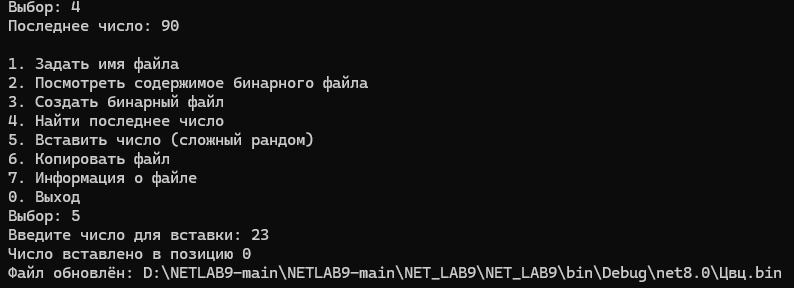 Выбор: 4
Последнее число: 90
1. Задать имя файла
2. Посмотреть содержимое бинарного файла
3. Создать бинарный файл
4. Найти последнее число
5. Вставить число (сложный рандом)
6. Копировать файл
7. Информация о файле
0. Выход
Выбор: 5
Введите число для вставки: 23
Число вставлено в позицию 0
Файл обновлён: D:\NETLAB9-main\NETLAB9-main\NET_LAB9\NET_LAB9\bin\Debug\net8.0\Цвц.bin